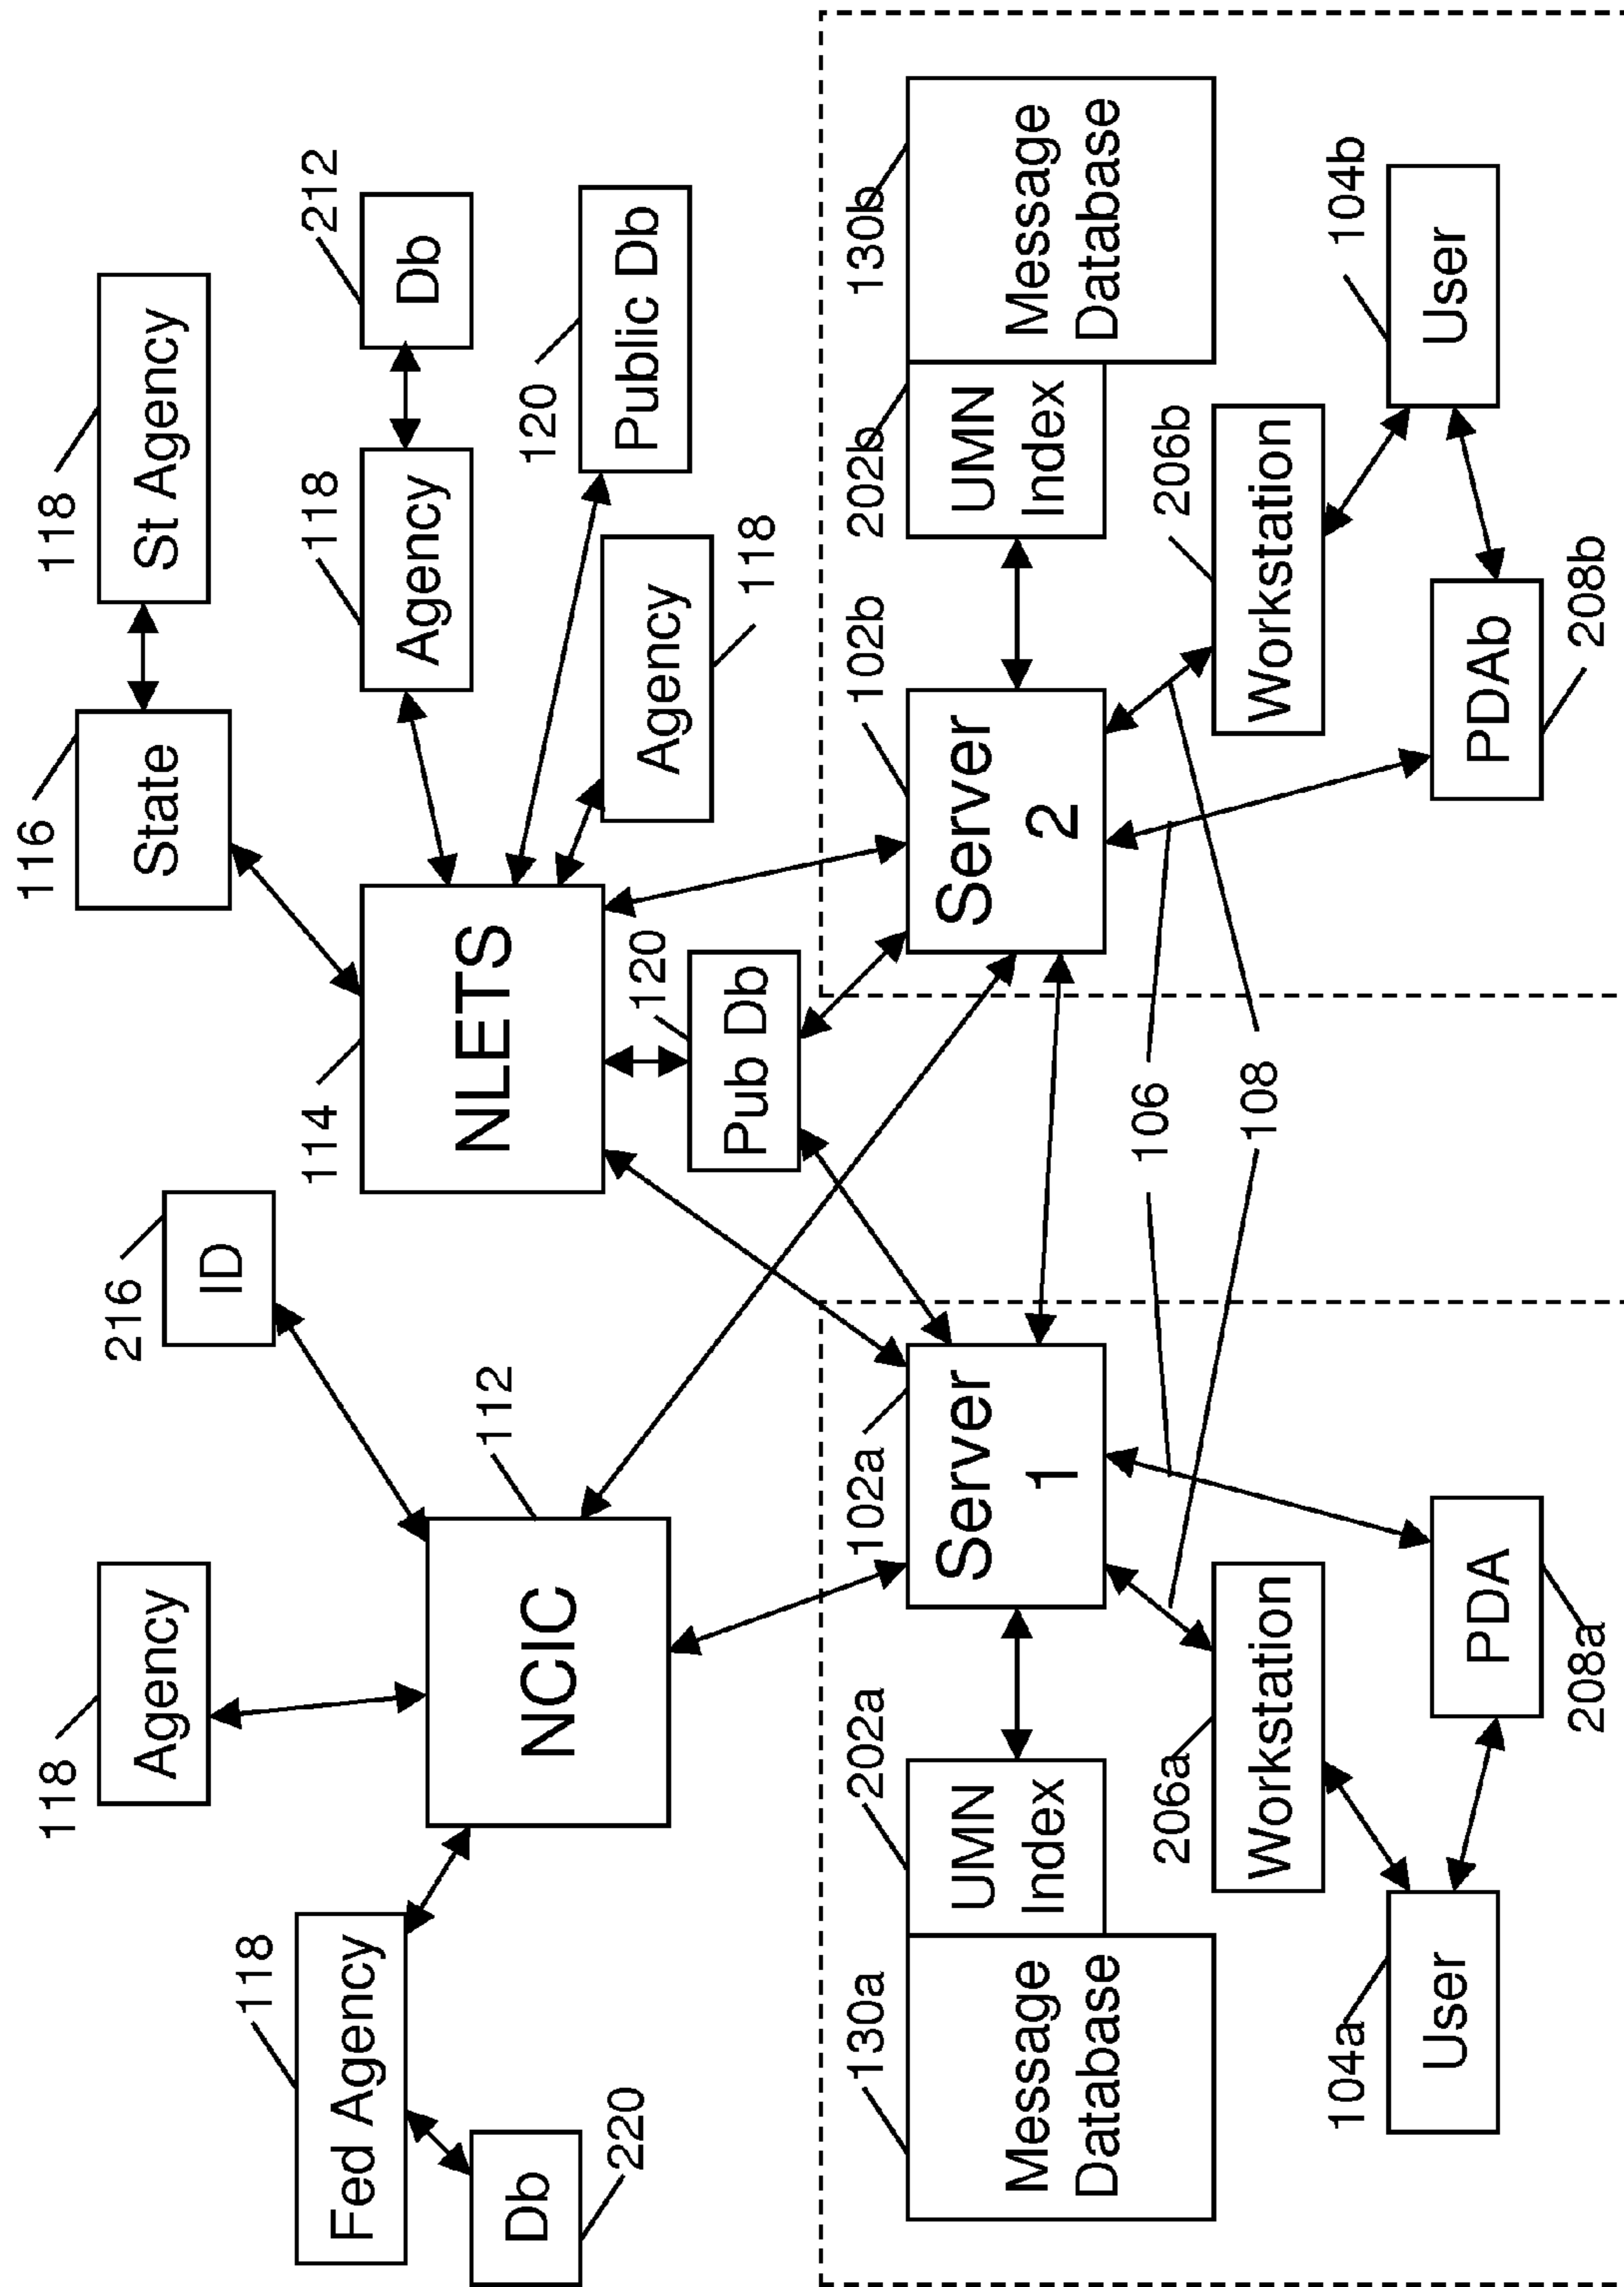 116
118
State
St Agency
118
216
118
212
Agency
ID
118
114
Agency
Db
Fed Agency
112
NLETS
120
220
NCIC
Public Db
Db
120
118
Pub Db
Agency
130a
202a
102a
102b
202b
130b
Message
Database
UMN
Index
Server
1
Server
2
UMN
Index
Message
Database
106
206a
206b
108
Workstation
Workstation
104a
104b
User
User
PDA
PDAb
208a
208b